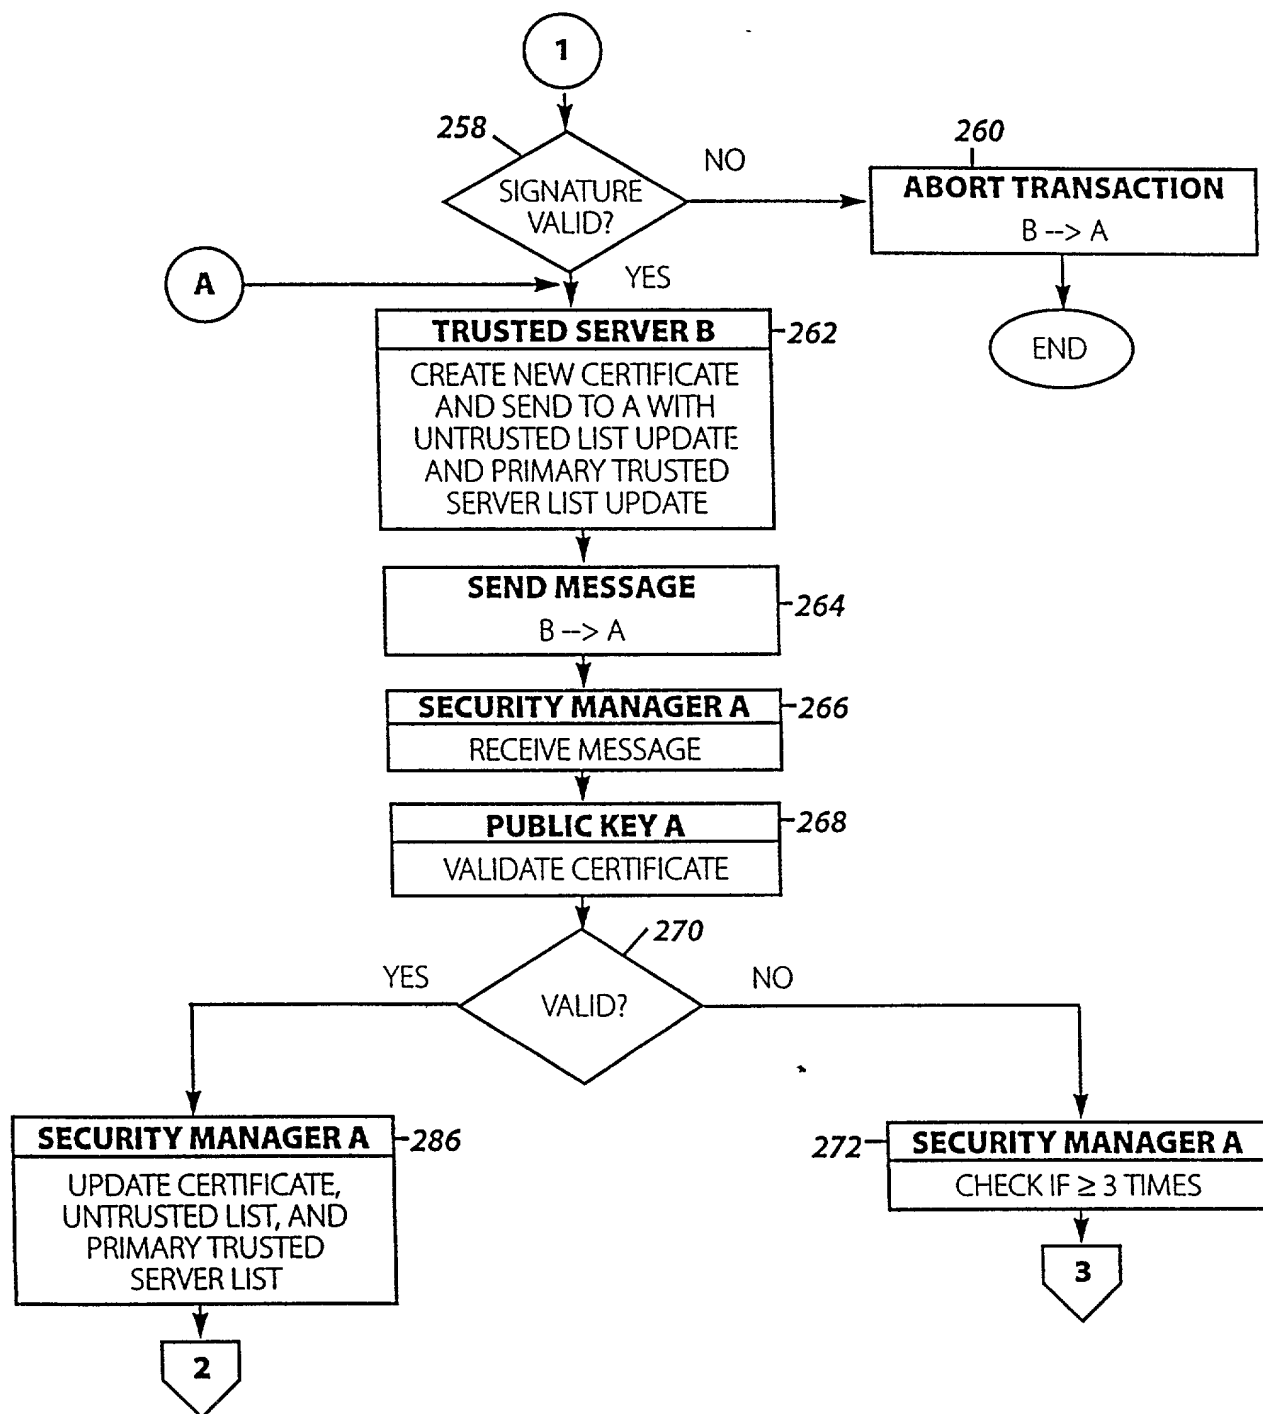 1
258
SIGNATURE
VALID?
NO
260
ABORT TRANSACTION
B --> A
END
YES
A
TRUSTED SERVER B
262
CREATE NEW CERTIFICATE
AND SEND TO A WITH
UNTRUSTED LIST UPDATE
AND PRIMARY TRUSTED
SERVER LIST UPDATE
SEND MESSAGE
264
B --> A
SECURITY MANAGER A
266
RECEIVE MESSAGE
PUBLIC KEY A
268
VALIDATE CERTIFICATE
270
VALID?
YES
NO
SECURITY MANAGER A
286
UPDATE CERTIFICATE,
UNTRUSTED LIST, AND
PRIMARY TRUSTED
SERVER LIST
2
272
SECURITY MANAGER A
CHECK IF ≥ 3 TIMES
3